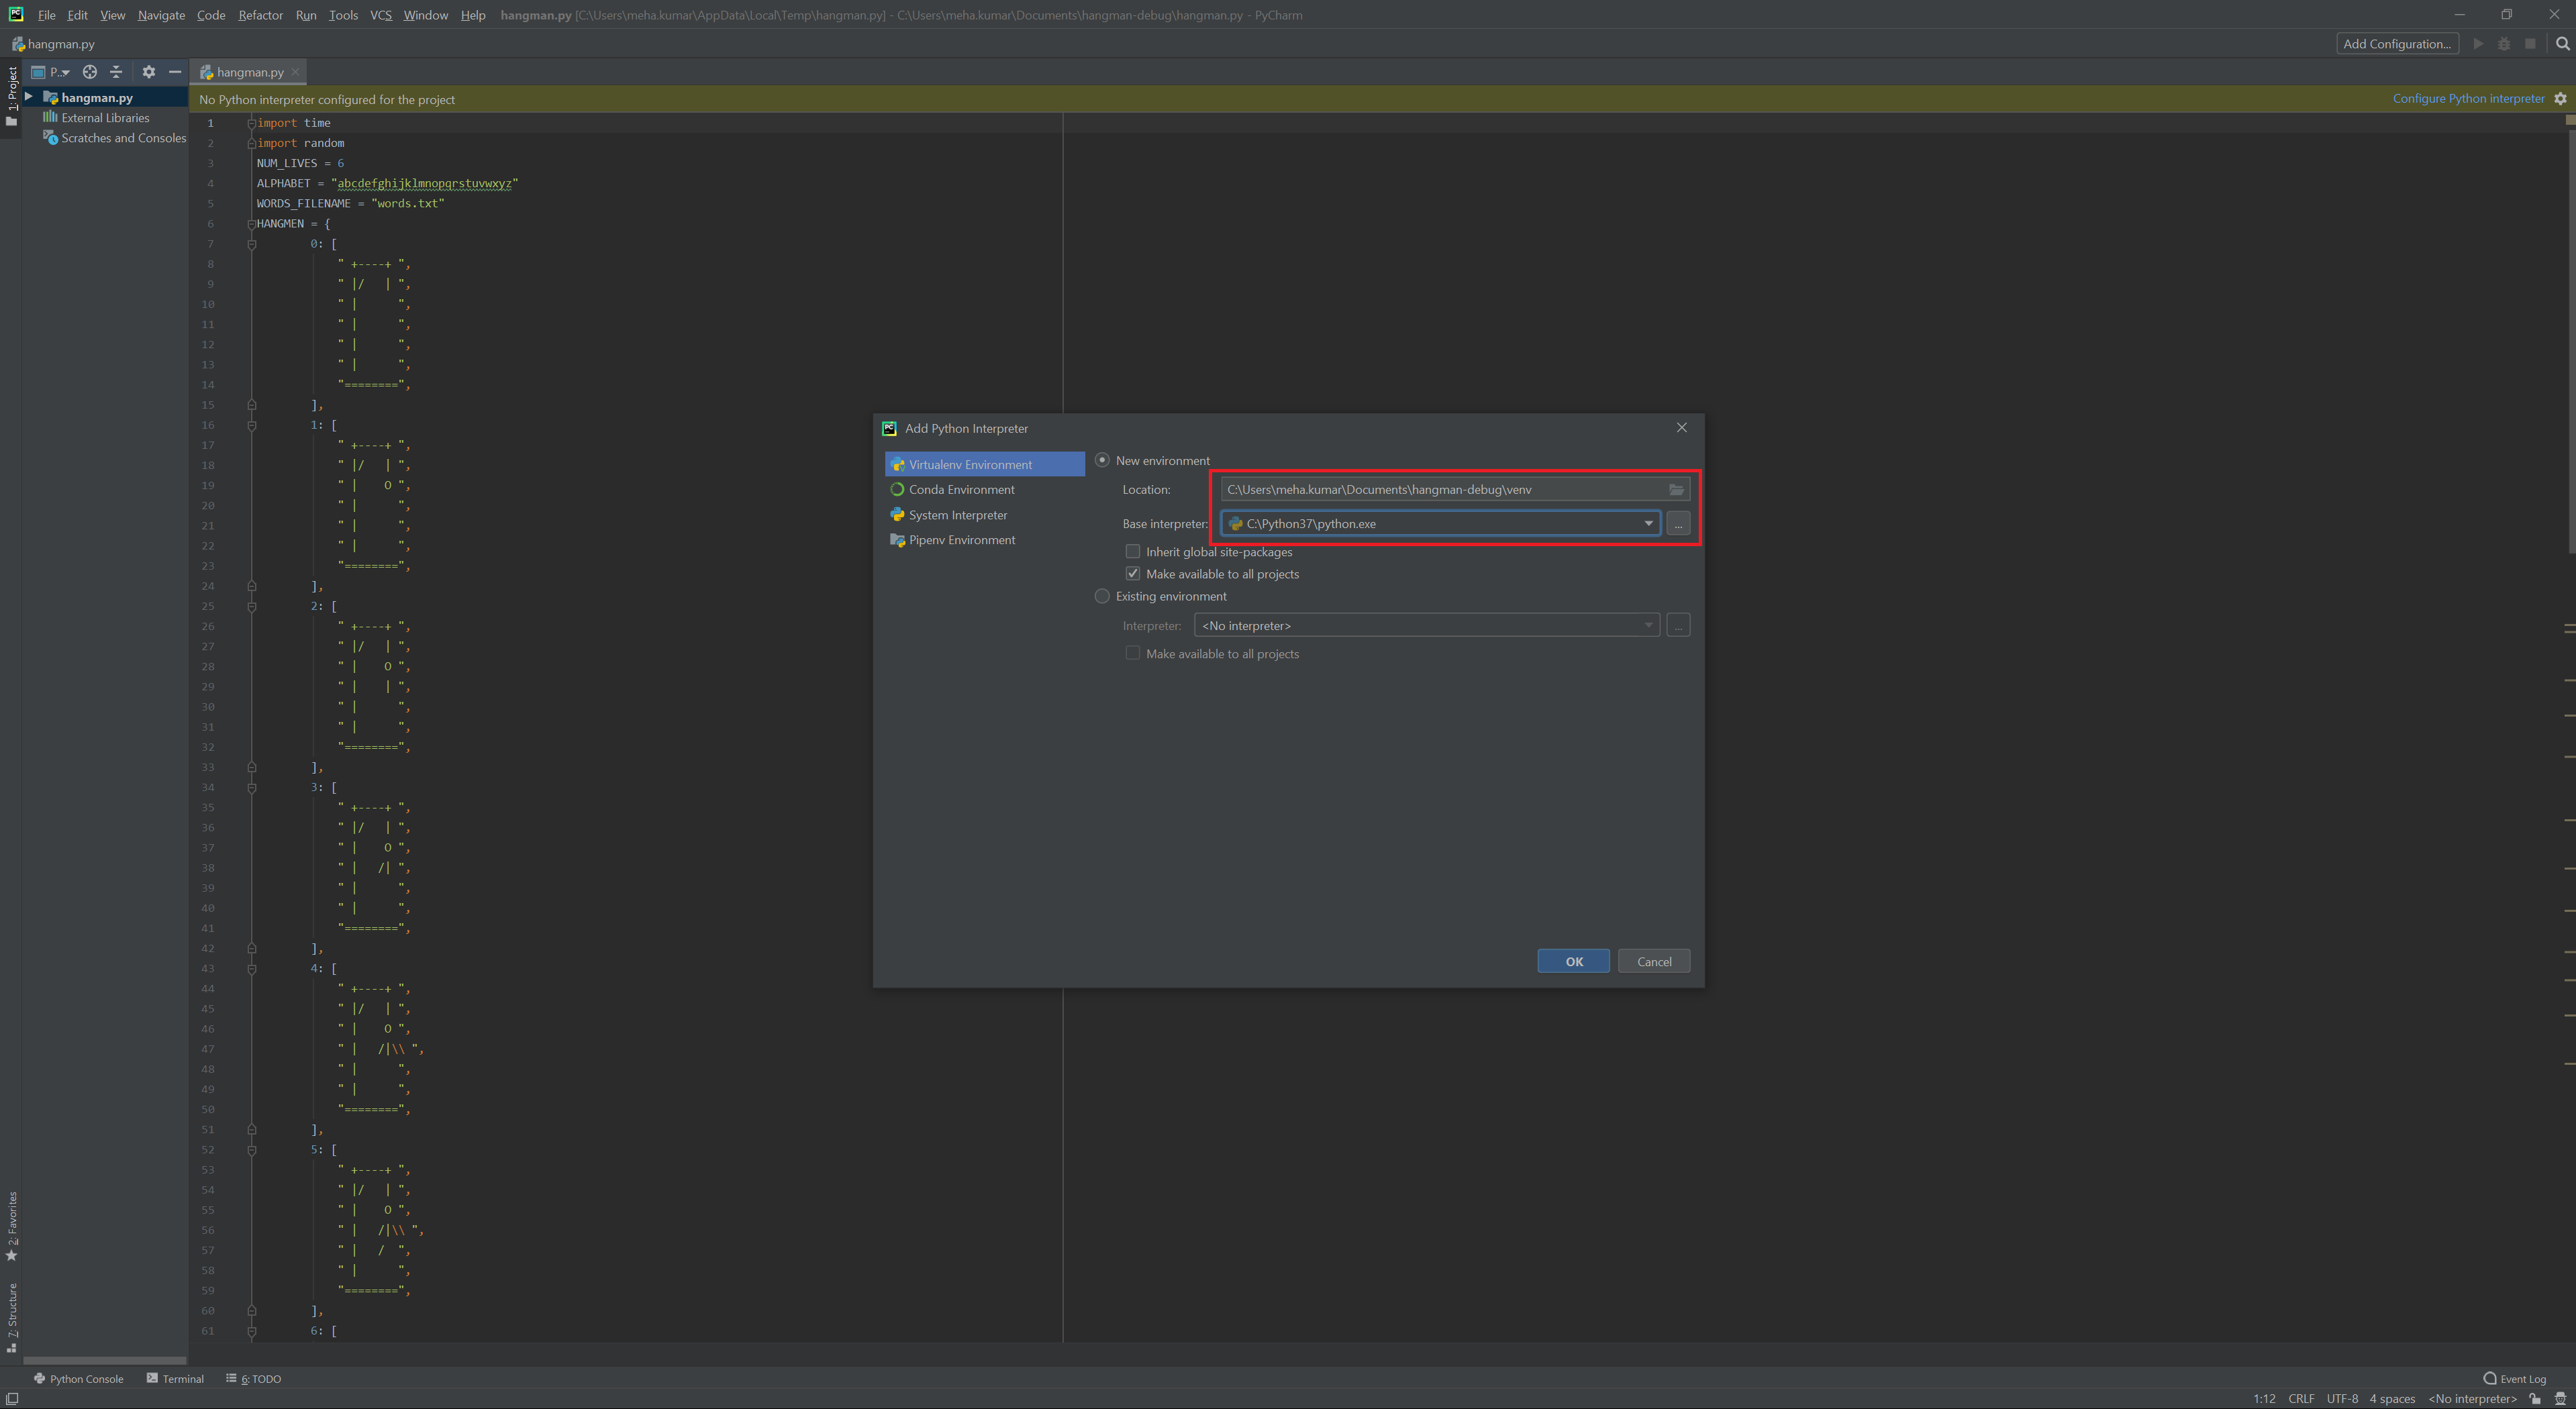 File Edit View Navigate Code Refactor Run Tools VCS Window Help hangman.py [C:\Users\meha.kumar\AppData\Local\Temp\hangman.py] - C:\Users\meha.kumar\Documents\hangman-debug\hangman.py - PyCharm
hangman.py
Add Configuration...
1: Project
P..
hangman.py
hangman.py
External Libraries
Scratches and Consoles
No Python interpreter configured for the project
Configure Python interpreter
1 import time
2 import random
3 NUM_LIVES = 6
4 ALPHABET = "abcdefghijklmnopqrstuvwxyz"
5 WORDS_FILENAME = "words.txt"
6 HANGMEN = {
7         0: [
8             " +----+ ",
9             " |/   | ",
10             " |      ",
11             " |      ",
12             " |      ",
13             " |      ",
14             "========",
15         ],
16         1: [
17             " +----+ ",
18             " |/   | ",
19             " |    O ",
20             " |      ",
21             " |      ",
22             " |      ",
23             "========",
24         ],
25         2: [
26             " +----+ ",
27             " |/   | ",
28             " |    O ",
29             " |    | ",
30             " |      ",
31             " |      ",
32             "========",
33         ],
34         3: [
35             " +----+ ",
36             " |/   | ",
37             " |    O ",
38             " |   /| ",
39             " |      ",
40             " |      ",
41             "========",
42         ],
43         4: [
44             " +----+ ",
45             " |/   | ",
46             " |    O ",
47             " |   /|\\ ",
48             " |      ",
49             " |      ",
50             "========",
51         ],
52         5: [
53             " +----+ ",
54             " |/   | ",
55             " |    O ",
56             " |   /|\\ ",
57             " |   /  ",
58             " |      ",
59             "========",
60         ],
61         6: [
Add Python Interpreter
Virtualenv Environment
Conda Environment
System Interpreter
Pipenv Environment
New environment
Location: C:\Users\meha.kumar\Documents\hangman-debug\venv
Base interpreter: C:\Python37\python.exe ...
Inherit global site-packages
Make available to all projects
Existing environment
Interpreter: <No interpreter> ...
Make available to all projects
OK Cancel
2: Favorites
7: Structure
Python Console Terminal 6: TODO Event Log
1:12 CRLF UTF-8 4 spaces <No interpreter>